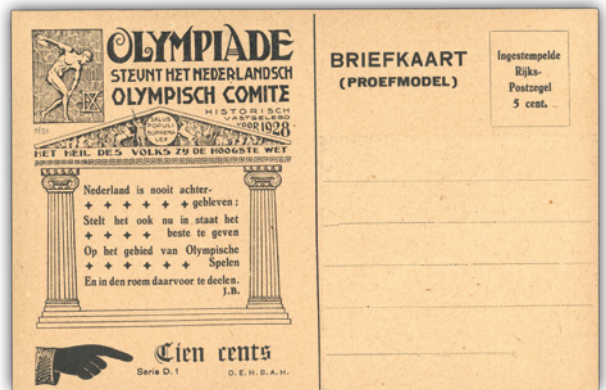 OLYMPIADE
STEUNT HET NEDERLANDSCH
OLYMPISCH COMITE
HISTORISCH
VASTGELEGD
VOOR 1928
IX
SALUS
POPULI
SUPREMA
LEX
HET HEIL DES VOLKS ZY DE HOOGSTE WET
Nederland is nooit achter-
+ + + + + + gebleven;
Stelt het ook nu in staat het
+ + + + beste te geven
Op het gebied van Olympische
+ + + + + Spelen
En in den roem daarvoor te deelen.
J.B.
Tien cents
Serie D. 1 O.E.H.B.A.H.
BRIEFKAART
(PROEFMODEL)
Ingestempelde
Rijks-
Postzegel
5 cent.